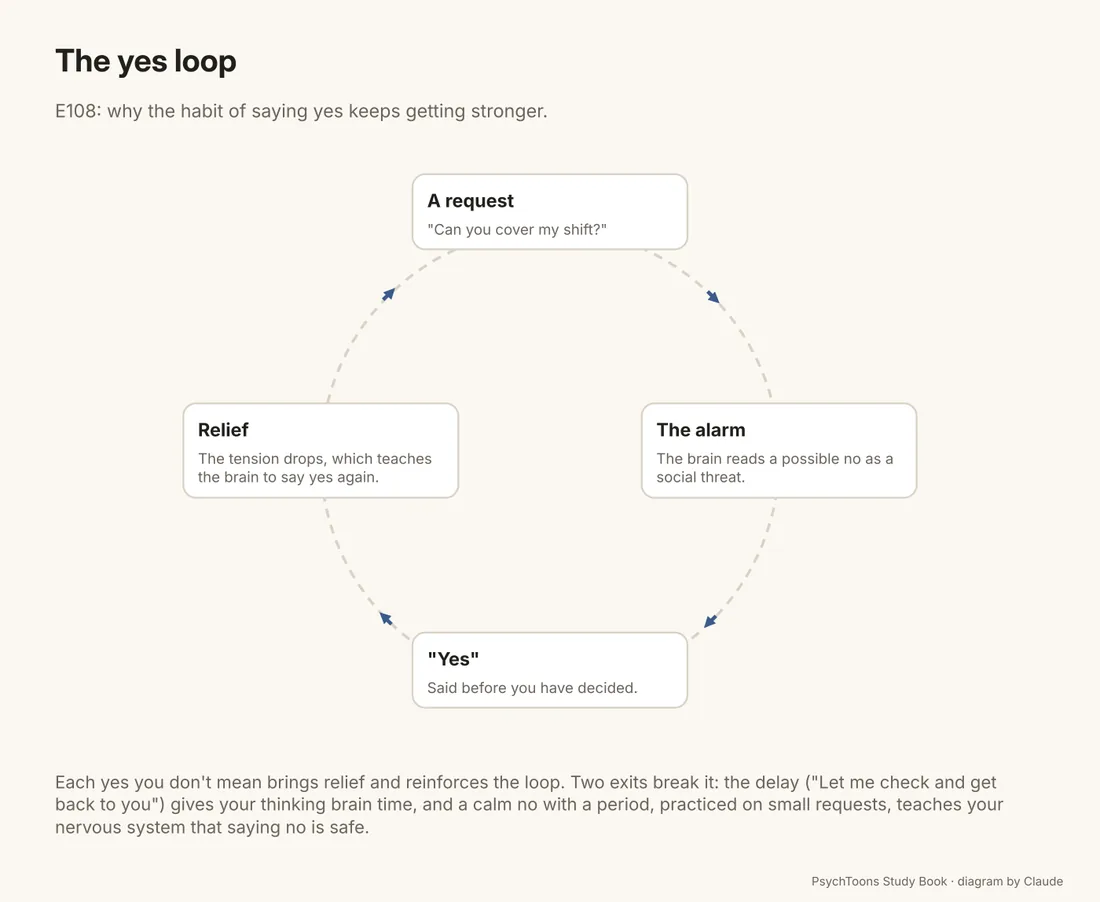 The yes loop
E108: why the habit of saying yes keeps getting stronger.
A request
"Can you cover my shift?"
Relief
The tension drops, which teaches
the brain to say yes again.
The alarm
The brain reads a possible no as a
social threat.
"Yes"
Said before you have decided.
Each yes you don't mean brings relief and reinforces the loop. Two exits break it: the delay ("Let me check and get
back to you") gives your thinking brain time, and a calm no with a period, practiced on small requests, teaches your
nervous system that saying no is safe.
PsychToons Study Book · diagram by Claude